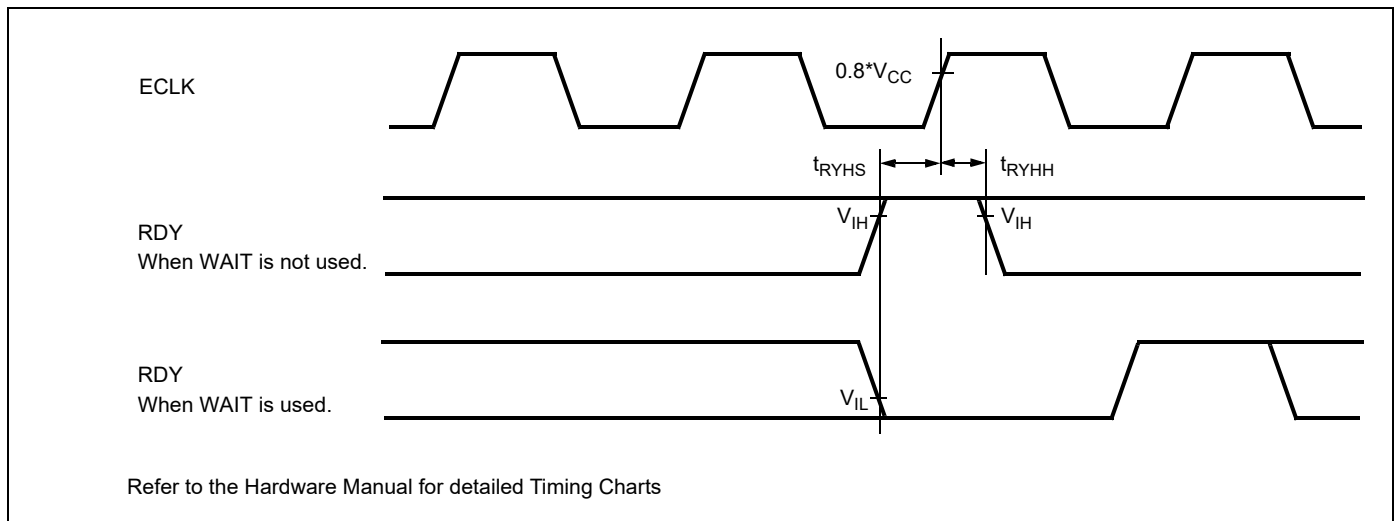 ECLK
0.8*VCC
tRYHS
tRYHH
VIH
VIH
RDY
When WAIT is not used.
RDY
When WAIT is used.
VIL
Refer to the Hardware Manual for detailed Timing Charts